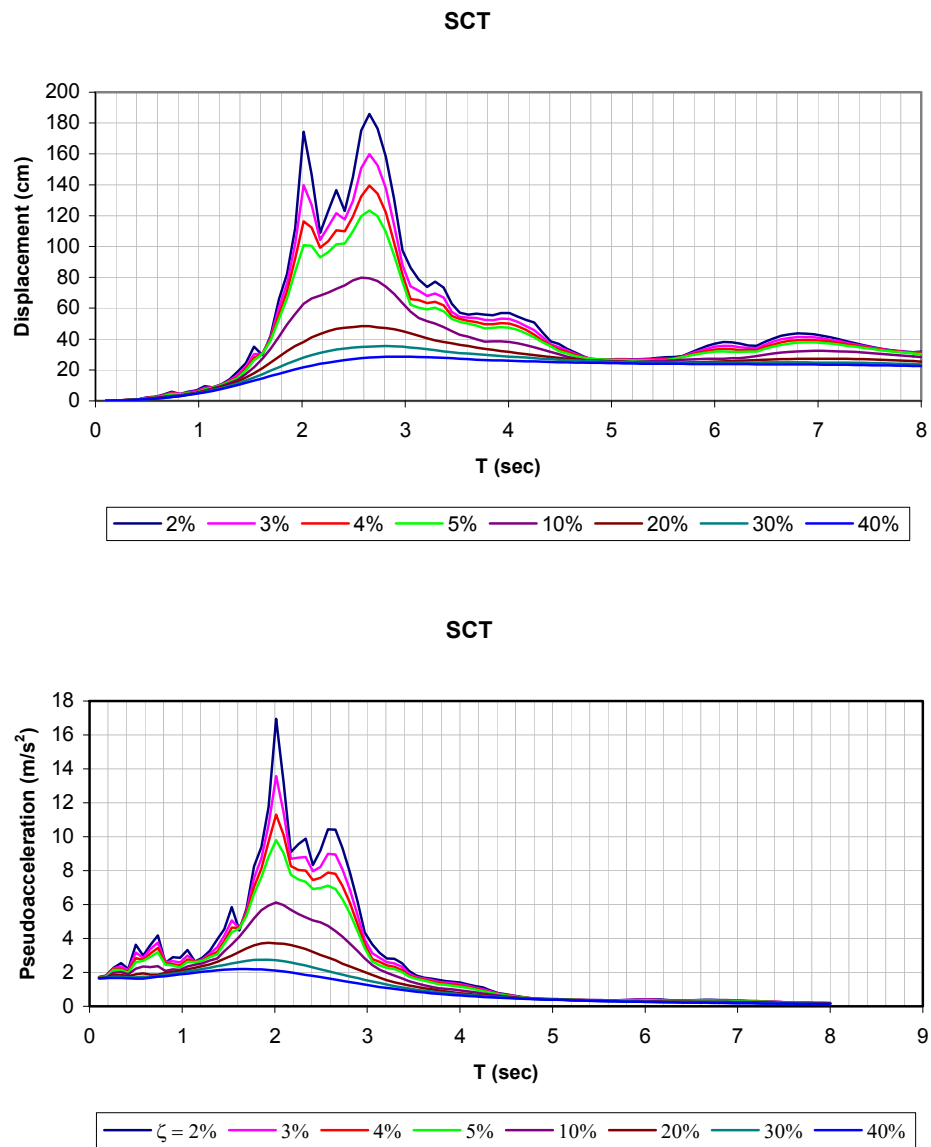 SCT
Displacement (cm)
200
180
160
140
120
100
80
60
40
20
0
0 1 2 3 4 5 6 7 8
T (sec)
2% 3% 4% 5% 10% 20% 30% 40%
SCT
Pseudoacceleration (m/s²)
18
16
14
12
10
8
6
4
2
0
0 1 2 3 4 5 6 7 8 9
T (sec)
ζ = 2% 3% 4% 5% 10% 20% 30% 40%